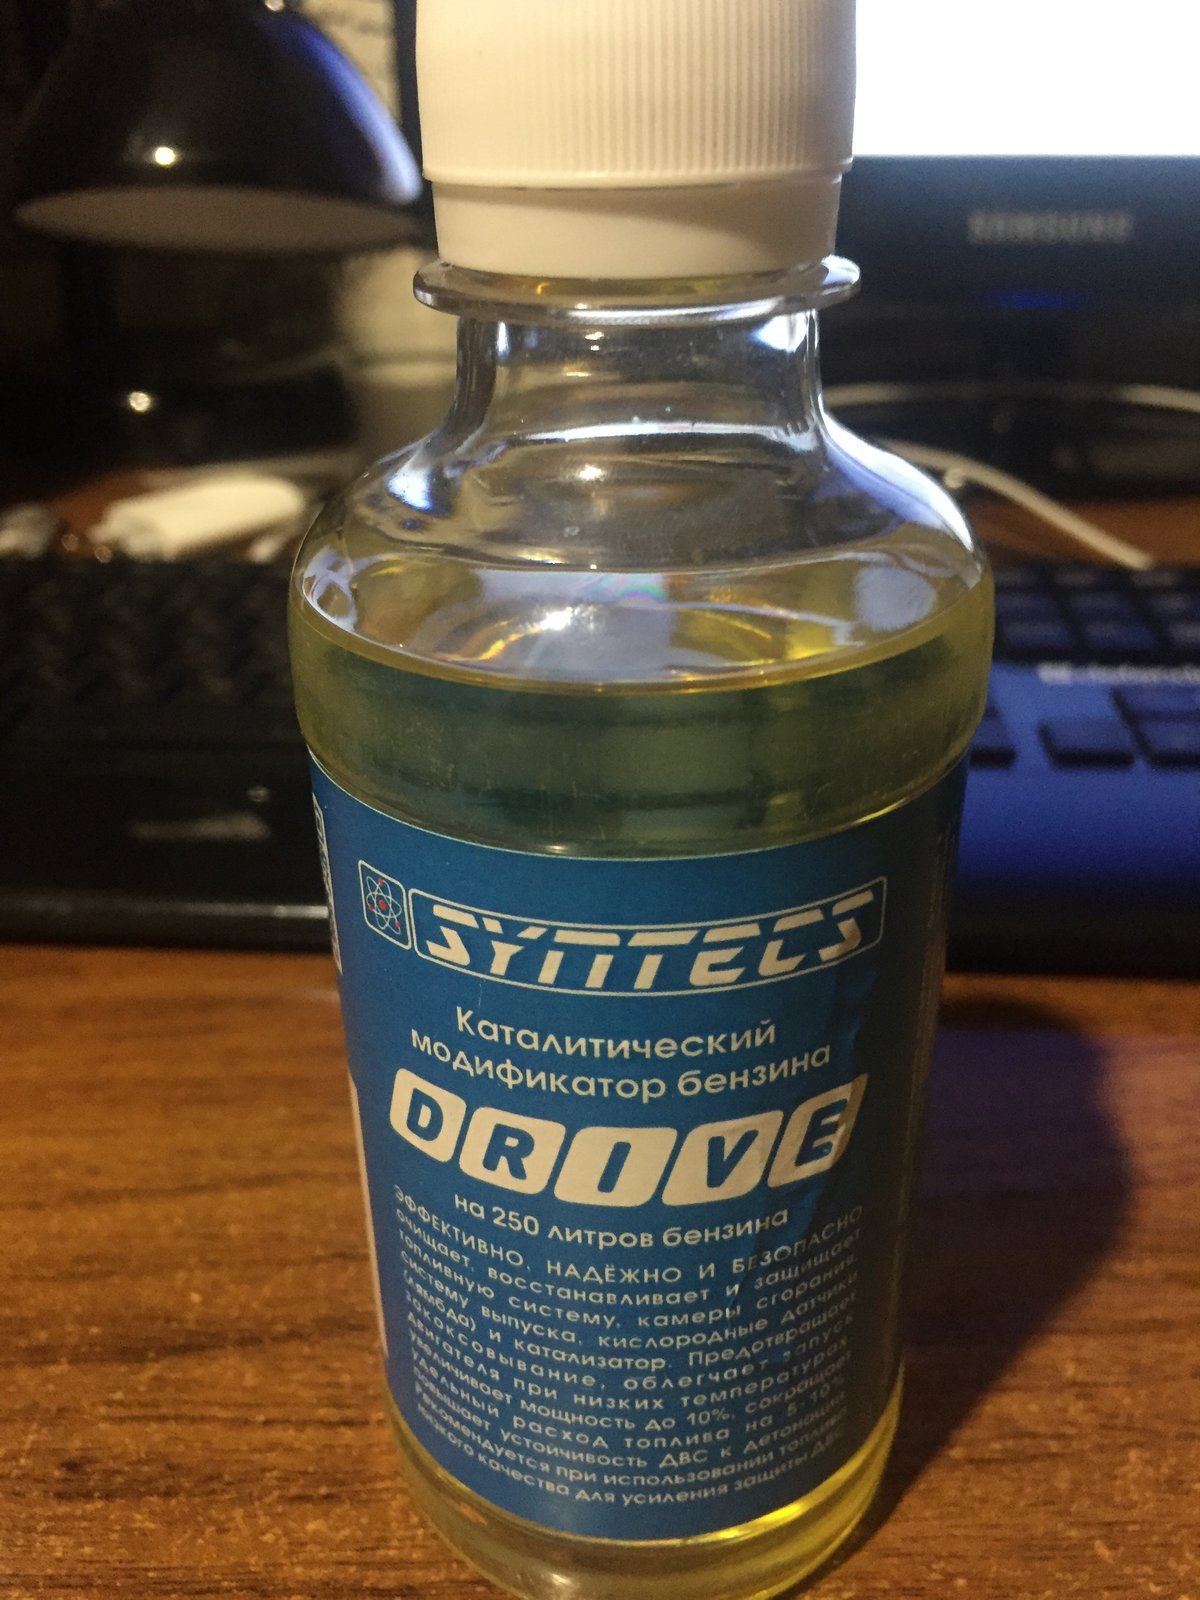 SAMSUNG
SYNTECS
Каталитический
модификатор бензина
DRIVE
на 250 литров бензина
ЭФФЕКТИВНО, НАДЁЖНО И БЕЗОПАСНО
очищает, восстанавливает и защищает
топливную систему, камеры сгорания,
систему выпуска, кислородные датчики
(лямбда) и катализатор. Предотвращает
закоксовывание, облегчает запуск
двигателя при низких температурах,
увеличивает мощность до 10%, сокращает
удельный расход топлива на 5-10%,
повышает устойчивость ДВС к детонации.
Рекомендуется при использовании топлива
низкого качества для усиления защиты ДВС